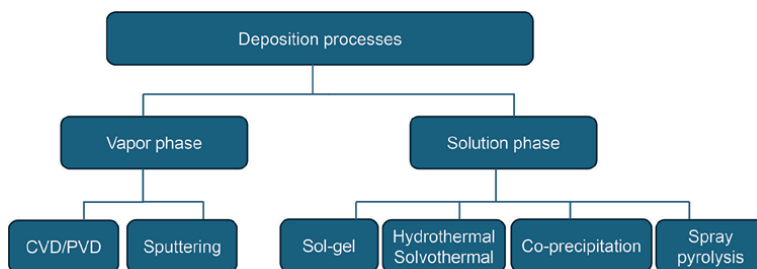 Deposition processes
Vapor phase
Solution phase
CVD/PVD
Sputtering
Sol-gel
Hydrothermal
Solvothermal
Co-precipitation
Spray
pyrolysis